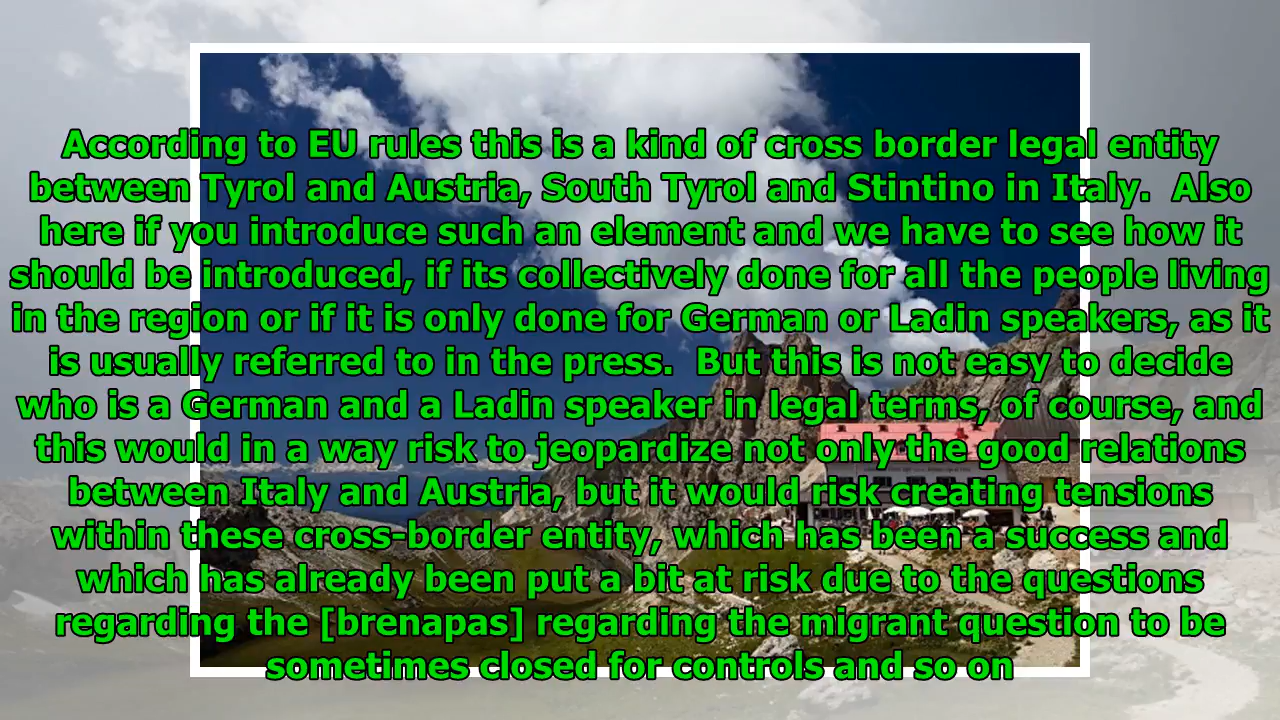 According to EU rules this is a kind of cross border legal entity
between Tyrol and Austria, South Tyrol and Stintino in Italy.  Also
here if you introduce such an element and we have to see how it
should be introduced, if its collectively done for all the people living
in the region or if it is only done for German or Ladin speakers, as it
is usually referred to in the press.  But this is not easy to decide
who is a German and a Ladin speaker in legal terms, of course, and
this would in a way risk to jeopardize not only the good relations
between Italy and Austria, but it would risk creating tensions
within these cross-border entity, which has been a success and
which has already been put a bit at risk due to the questions
regarding the [brenapas] regarding the migrant question to be
sometimes closed for controls and so on